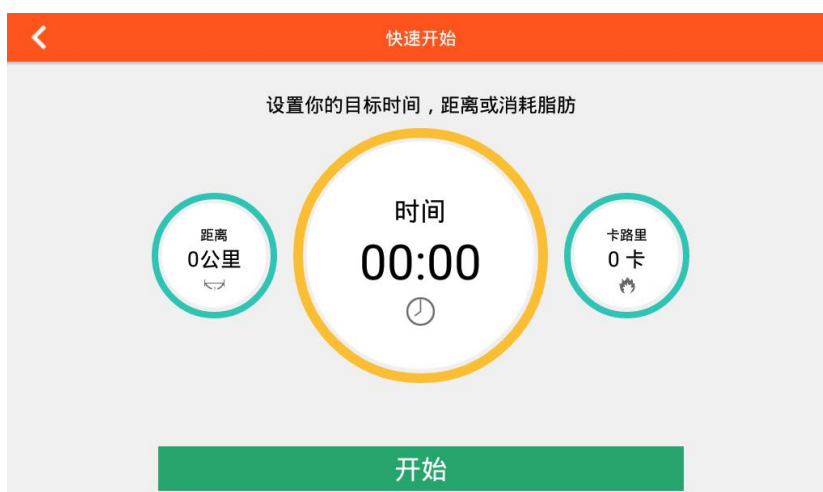 快速开始
设置你的目标时间，距离或消耗脂肪
距离
0公里
时间
00:00
卡路里
0 卡
开始